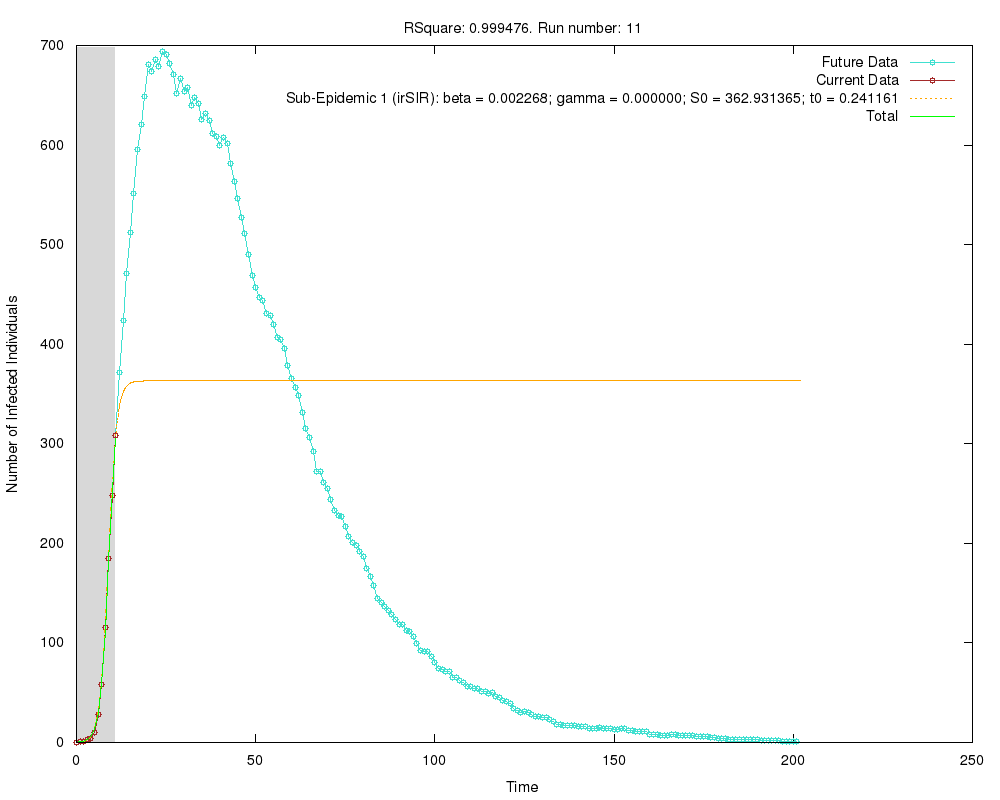 RSquare: 0.999476. Run number: 11
700
600
500
400
300
200
100
0
Number of Infected Individuals
Future Data
Current Data
Sub-Epidemic 1 (irSIR): beta = 0.002268; gamma = 0.000000; S0 = 362.931365; t0 = 0.241161
Total
0 50 100 150 200 250
Time